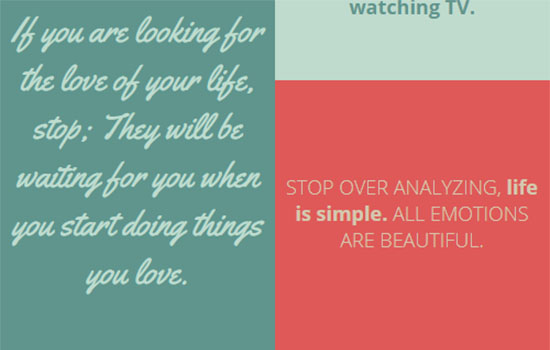 If you are looking for
the love of your life,
stop; They will be
waiting for you when
you start doing things
you love.
watching TV.
STOP OVER ANALYZING, life
is simple. ALL EMOTIONS
ARE BEAUTIFUL.